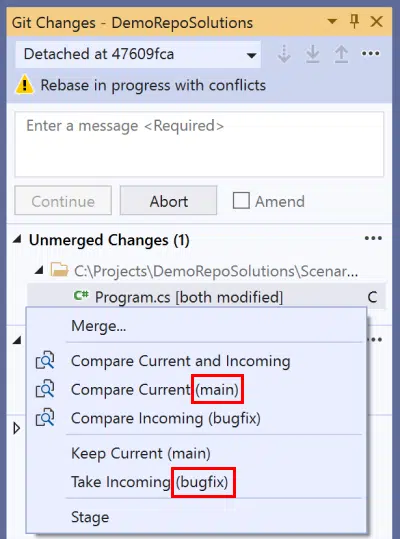 Git Changes - DemoRepoSolutions
Detached at 47609fca
Rebase in progress with conflicts
Enter a message <Required>
Continue Abort Amend
Unmerged Changes (1)
C:\Projects\DemoRepoSolutions\Scenar...
C# Program.cs [both modified] C
Merge...
Compare Current and Incoming
Compare Current (main)
Compare Incoming (bugfix)
Keep Current (main)
Take Incoming (bugfix)
Stage